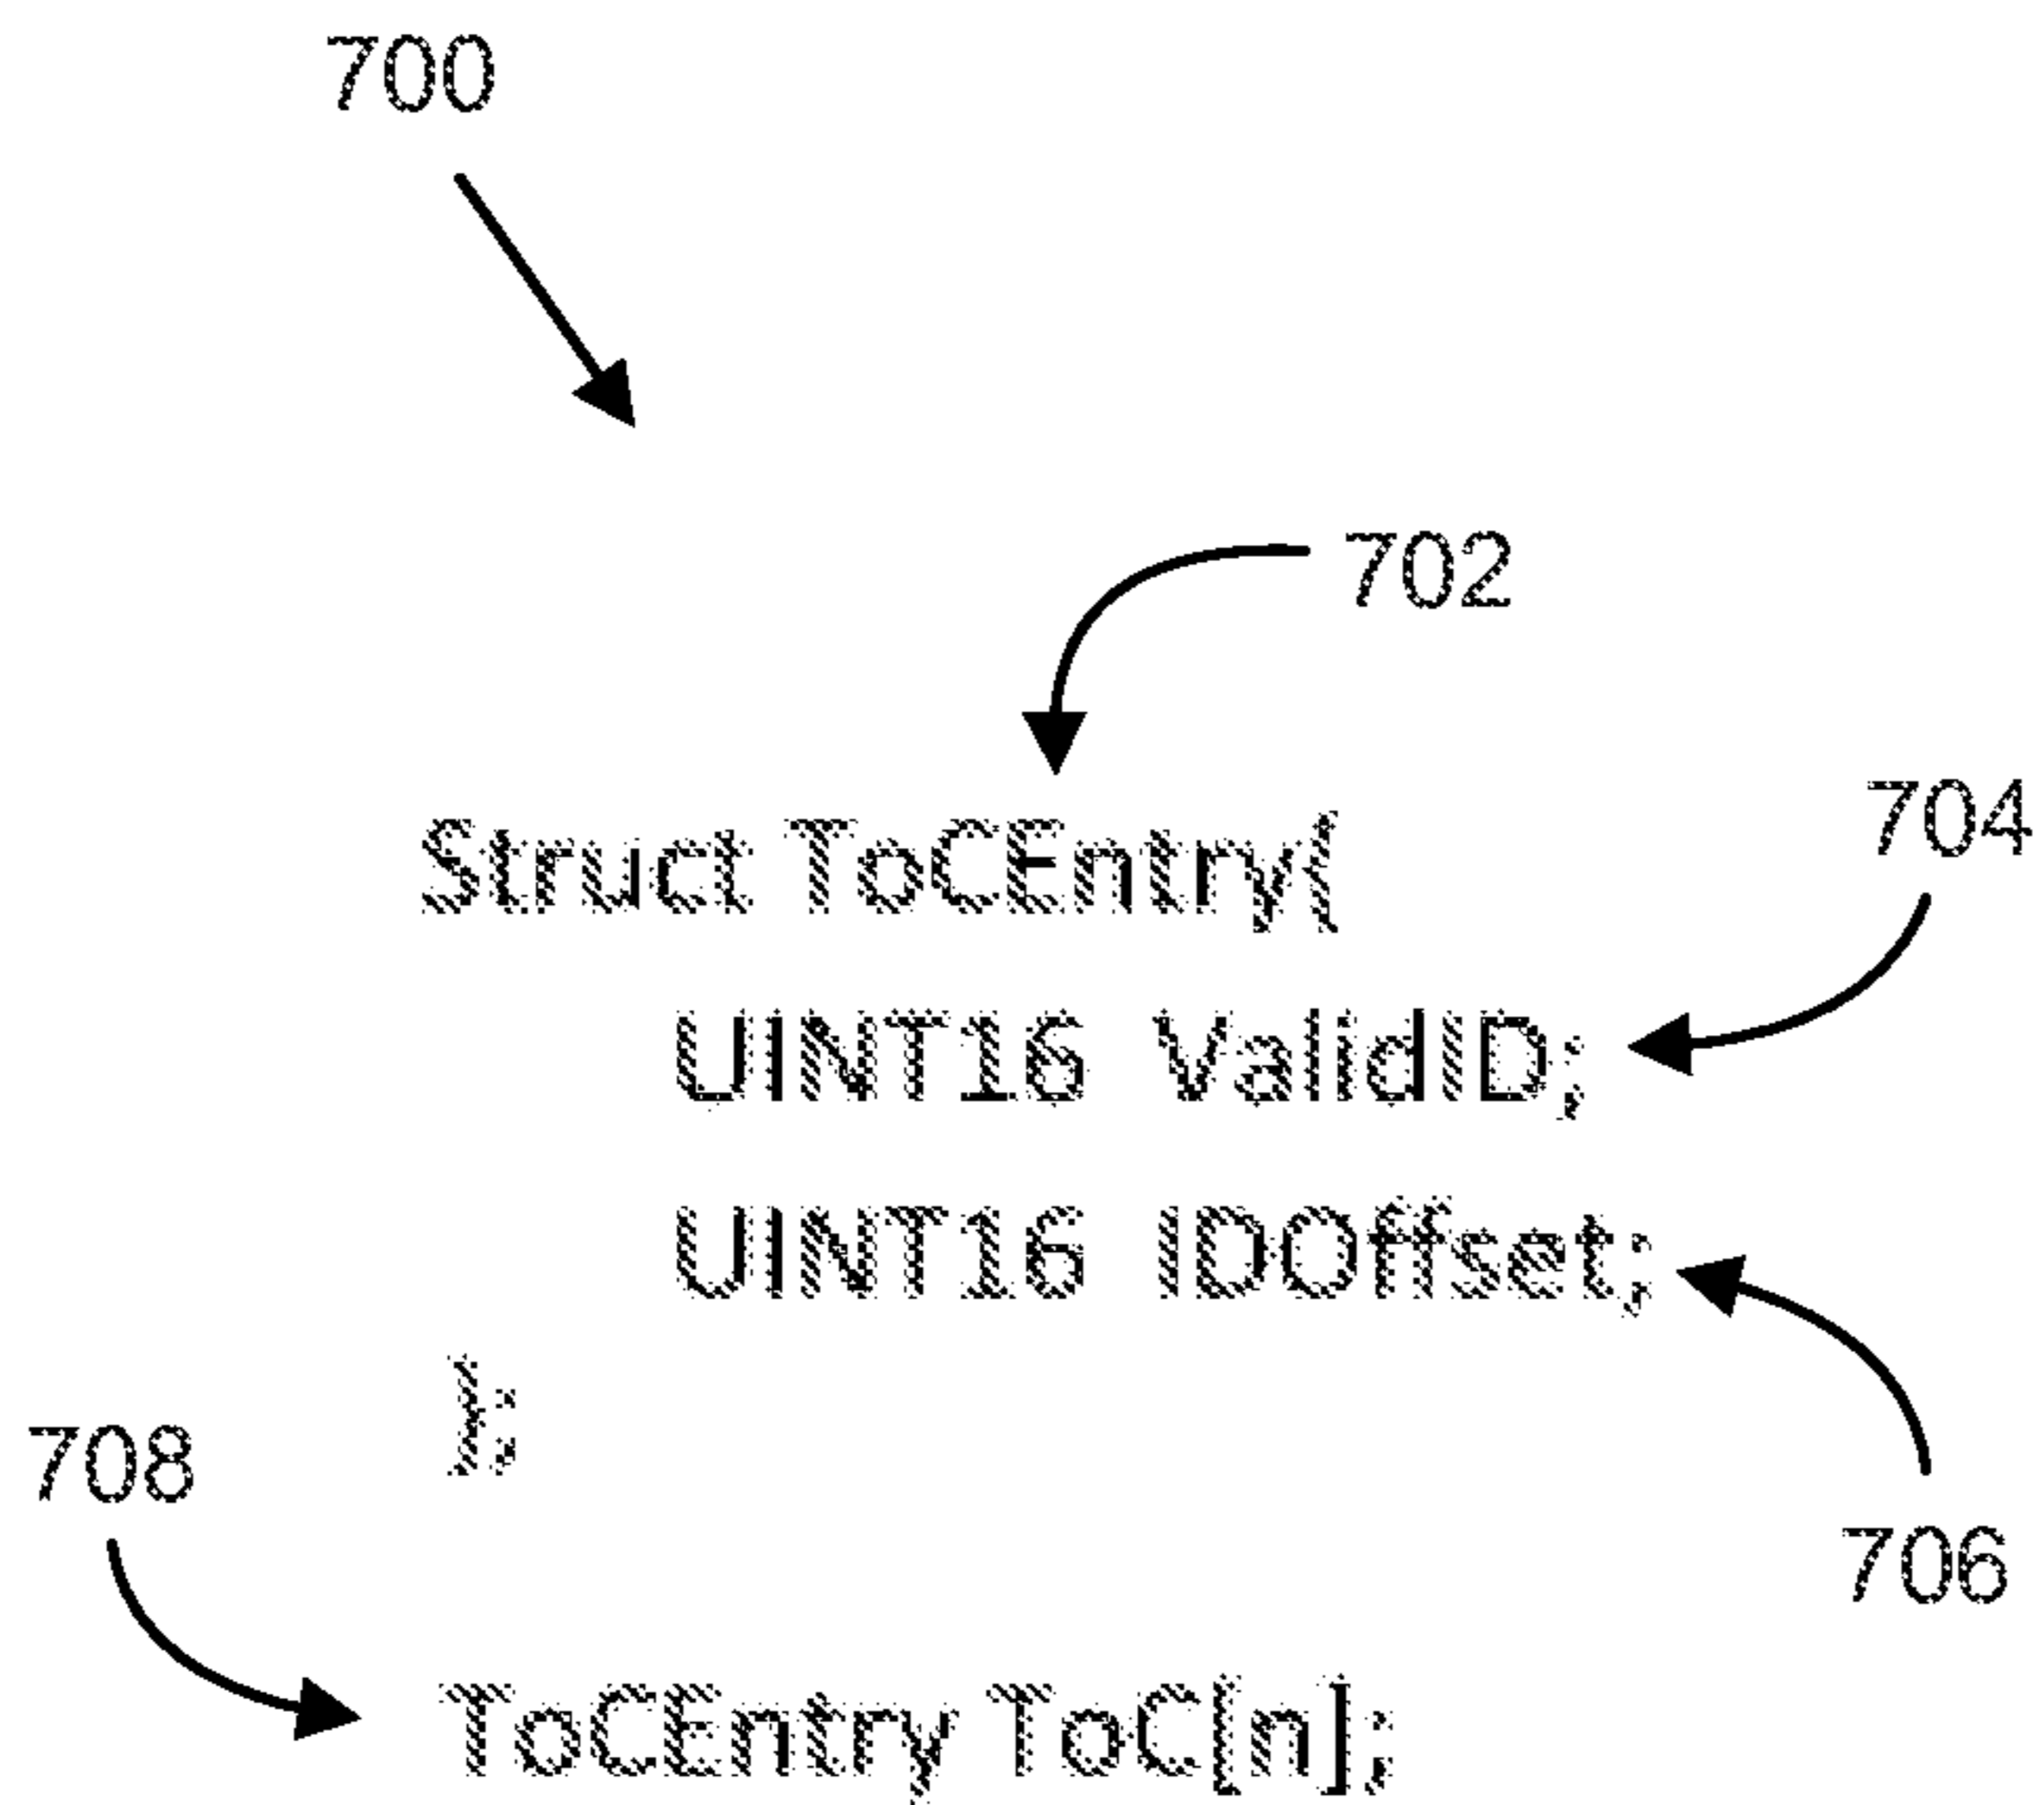 700
702
Struct ToCEntry{
704
UINT16 ValidID;
UINT16 IDOffset;
};
708
706
ToCEntry ToC[n];